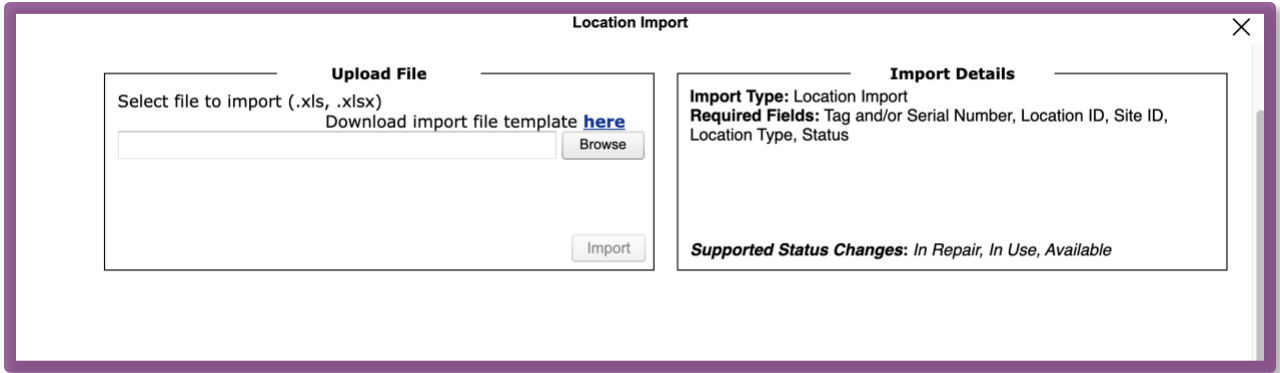 Location Import
Upload File
Select file to import (.xls, .xlsx)
Download import file template here
Browse
Import
Import Details
Import Type: Location Import
Required Fields: Tag and/or Serial Number, Location ID, Site ID,
Location Type, Status
Supported Status Changes: In Repair, In Use, Available